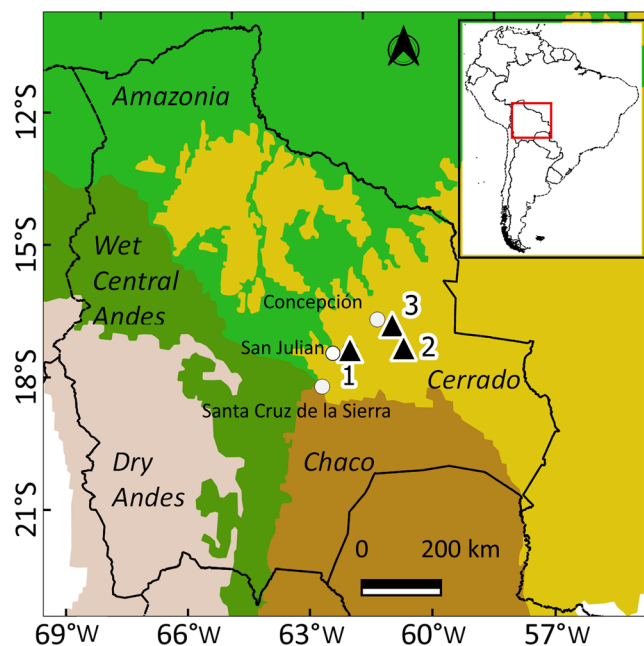 Amazonia
12°S
15°S
Wet
Central
Andes
Concepción
3
San Julian
2
1
18°S
Cerrado
Santa Cruz de la Sierra
Dry
Andes
Chaco
21°S
0 200 km
69°W 66°W 63°W 60°W 57°W